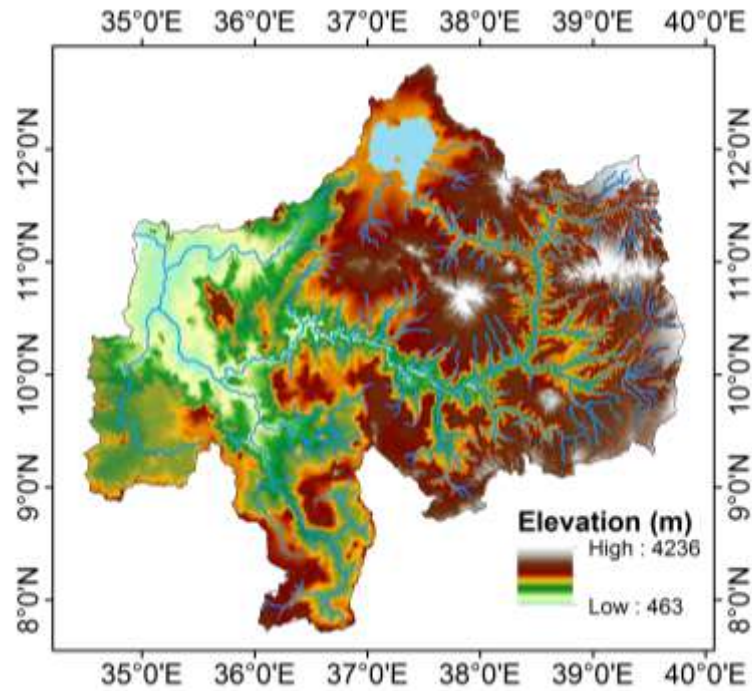 35°0'E 36°0'E 37°0'E 38°0'E 39°0'E 40°0'E
12°0'N 12°0'N
11°0'N 11°0'N
10°0'N 10°0'N
9°0'N 9°0'N
Elevation (m)
High : 4236
Low : 463
8°0'N 8°0'N
35°0'E 36°0'E 37°0'E 38°0'E 39°0'E 40°0'E